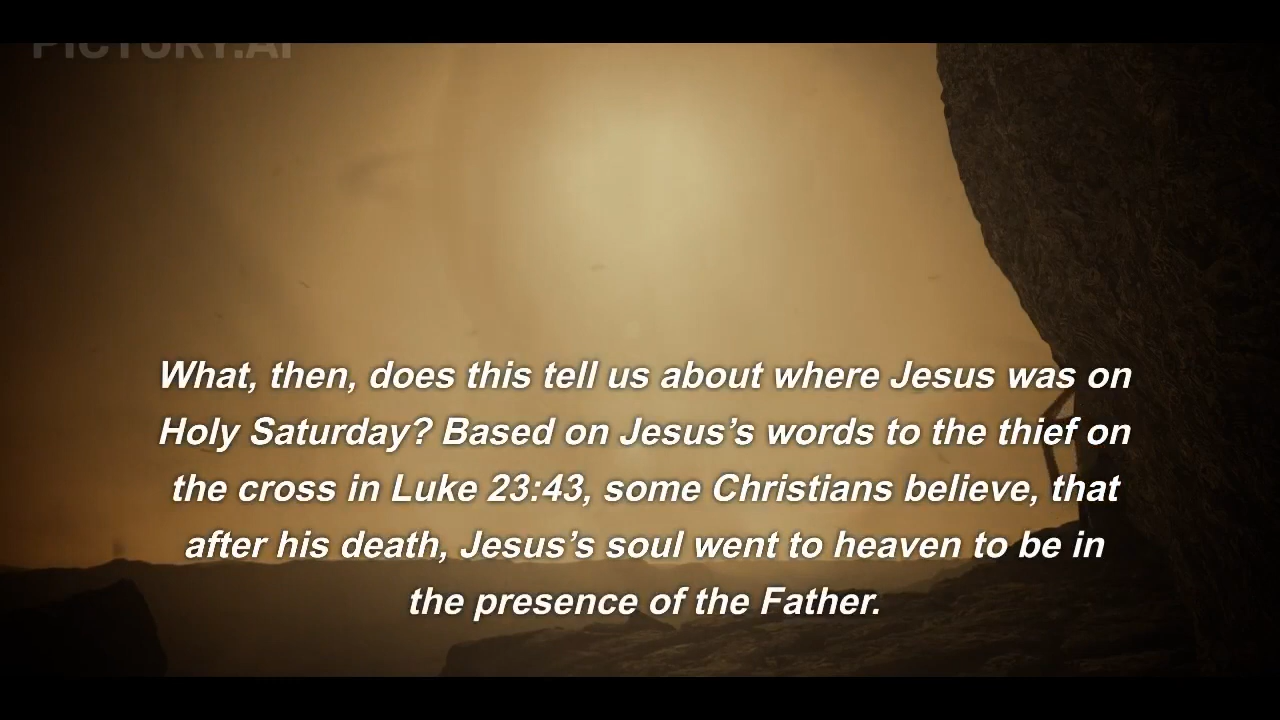 PICTORY.AI
What, then, does this tell us about where Jesus was on
Holy Saturday? Based on Jesus’s words to the thief on
the cross in Luke 23:43, some Christians believe, that
after his death, Jesus’s soul went to heaven to be in
the presence of the Father.